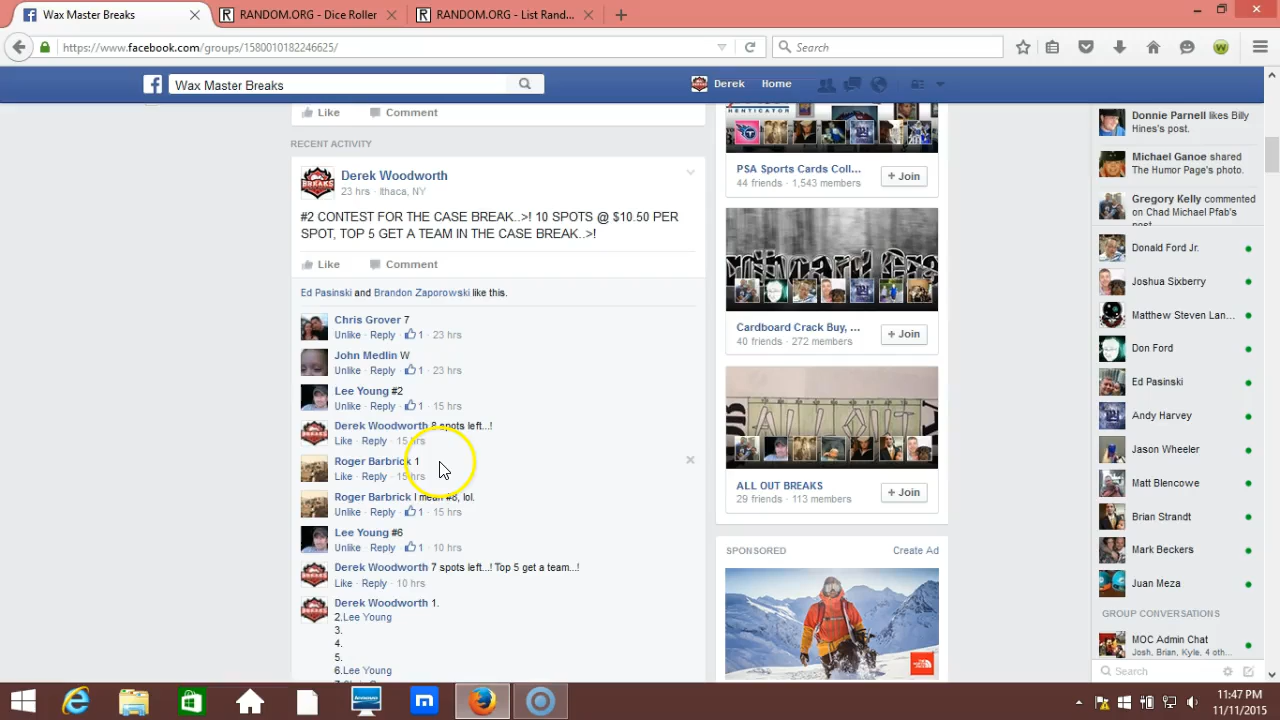 Wax Master Breaks
RANDOM.ORG - Dice Roller
RANDOM.ORG - List Rand...
https://www.facebook.com/groups/1580010182246625/
Search
Wax Master Breaks
Derek
Home
Like
Comment
RECENT ACTIVITY
Derek Woodworth
23 hrs · Ithaca, NY
#2 CONTEST FOR THE CASE BREAK..>! 10 SPOTS @ $10.50 PER
SPOT, TOP 5 GET A TEAM IN THE CASE BREAK..>!
Like
Comment
Ed Pasinski and Brandon Zaporowski like this.
Chris Grover 7
Unlike · Reply · 1 · 23 hrs
John Medlin W
Unlike · Reply · 1 · 23 hrs
Lee Young #2
Unlike · Reply · 1 · 15 hrs
Derek Woodworth 8 spots left...!
Like · Reply · 15 hrs
Roger Barbrick 1
Like · Reply · 15 hrs
Roger Barbrick I mean #8, lol.
Unlike · Reply · 1 · 15 hrs
Lee Young #6
Unlike · Reply · 1 · 10 hrs
Derek Woodworth 7 spots left...! Top 5 get a team...!
Like · Reply · 10 hrs
Derek Woodworth 1.
2.Lee Young
3.
4.
5.
6.Lee Young
PSA Sports Cards Coll...
44 friends · 1,543 members
+ Join
Cardboard Crack Buy, ...
40 friends · 272 members
+ Join
ALL OUT
ALL OUT BREAKS
29 friends · 113 members
+ Join
SPONSORED
Create Ad
Donnie Parnell likes Billy
Hines's post.
Michael Ganoe shared
The Humor Page's photo.
Gregory Kelly commented
on Chad Michael Pfab's
post.
Donald Ford Jr.
Joshua Sixberry
Matthew Steven Lan...
Don Ford
Ed Pasinski
Andy Harvey
Jason Wheeler
Matt Blencowe
Brian Strandt
Mark Beckers
Juan Meza
GROUP CONVERSATIONS
MOC Admin Chat
Josh, Brian, Kyle, 4 oth...
Search
11:47 PM
11/11/2015